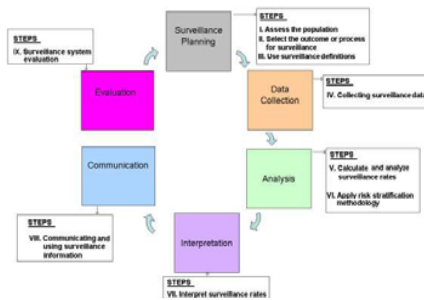 Surveillance
Planning
STEPS
I. Assess the population
II. Select the outcome or process
for surveillance
III. Use surveillance definitions
Data
Collection
STEPS
IV. Collecting surveillance data
Analysis
STEPS
V. Calculate and analyze
surveillance rates
VI. Apply risk stratification
methodology
Interpretation
STEPS
VII. Interpret surveillance rates
Communication
STEPS
VIII. Communicating and
using surveillance
information
Evaluation
STEPS
IX. Surveillance system
evaluation